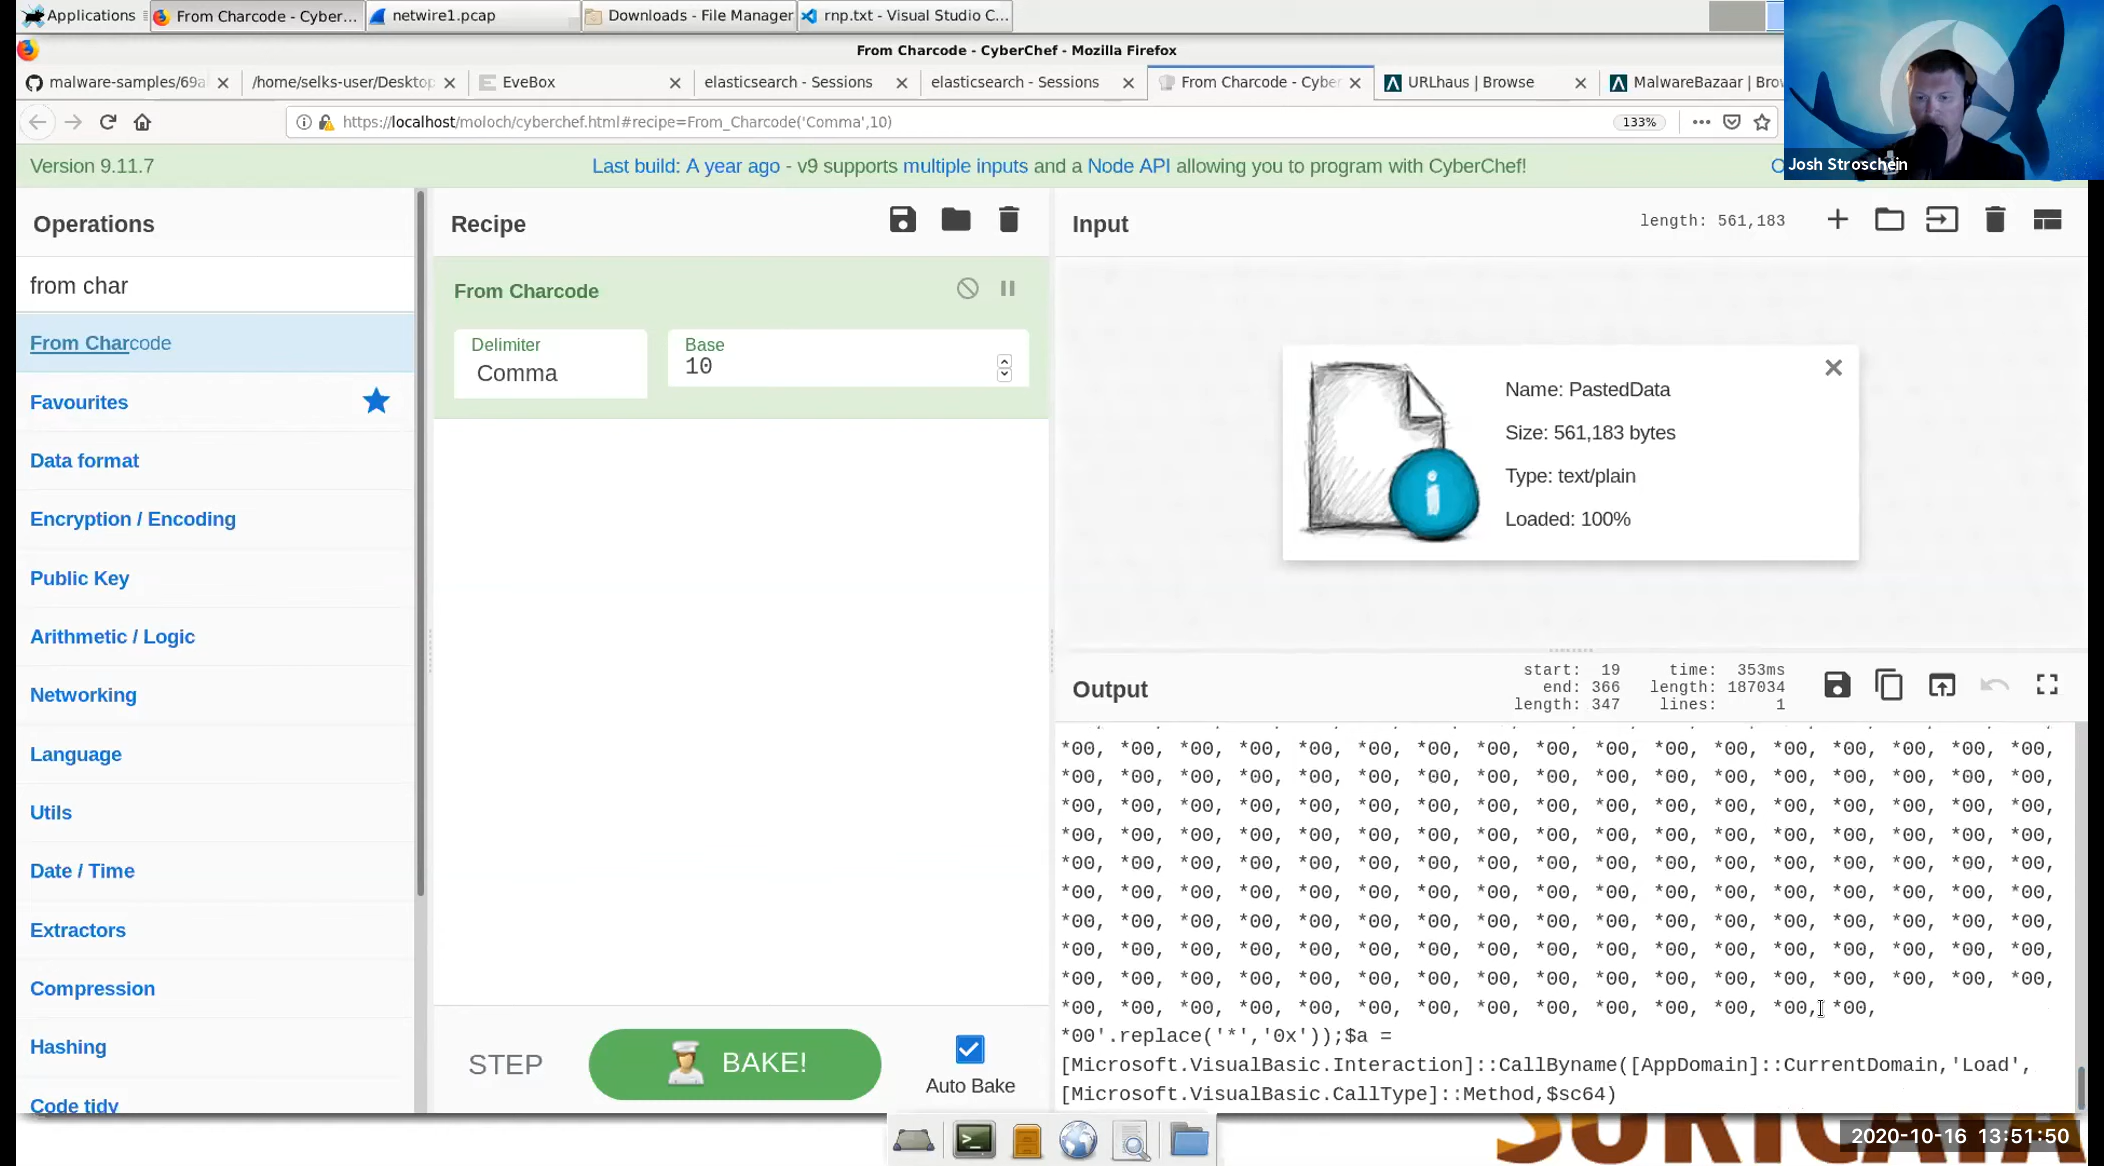 Applications
From Charcode - Cyber...
netwire1.pcap
Downloads - File Manager
rnp.txt - Visual Studio C...
From Charcode - CyberChef - Mozilla Firefox
malware-samples/69a
/home/selks-user/Desktop
EveBox
elasticsearch - Sessions
elasticsearch - Sessions
From Charcode - Cyber
URLhaus | Browse
MalwareBazaar | Brow
https://localhost/moloch/cyberchef.html#recipe=From_Charcode('Comma',10)
133%
Josh Stroschein
Version 9.11.7
Last build: A year ago - v9 supports multiple inputs and a Node API allowing you to program with CyberChef!
Operations
from char
From Charcode
Favourites
Data format
Encryption / Encoding
Public Key
Arithmetic / Logic
Networking
Language
Utils
Date / Time
Extractors
Compression
Hashing
Code tidy
Recipe
From Charcode
Delimiter
Comma
Base
10
STEP
BAKE!
Auto Bake
Input
length: 561,183
Name: PastedData
Size: 561,183 bytes
Type: text/plain
Loaded: 100%
Output
start: 19
end: 366
length: 347
time: 353ms
length: 187034
lines: 1
*00, *00, *00, *00, *00, *00, *00, *00, *00, *00, *00, *00, *00, *00, *00, *00, *00,
*00, *00, *00, *00, *00, *00, *00, *00, *00, *00, *00, *00, *00, *00, *00, *00, *00,
*00, *00, *00, *00, *00, *00, *00, *00, *00, *00, *00, *00, *00, *00, *00, *00, *00,
*00, *00, *00, *00, *00, *00, *00, *00, *00, *00, *00, *00, *00, *00, *00, *00, *00,
*00, *00, *00, *00, *00, *00, *00, *00, *00, *00, *00, *00, *00, *00, *00, *00, *00,
*00, *00, *00, *00, *00, *00, *00, *00, *00, *00, *00, *00, *00, *00, *00, *00, *00,
*00, *00, *00, *00, *00, *00, *00, *00, *00, *00, *00, *00, *00, *00, *00, *00, *00,
*00, *00, *00, *00, *00, *00, *00, *00, *00, *00, *00, *00, *00, *00, *00, *00, *00,
*00, *00, *00, *00, *00, *00, *00, *00, *00, *00, *00, *00, *00, *00, *00, *00, *00,
*00, *00, *00, *00, *00, *00, *00, *00, *00, *00, *00, *00, *00, *00,
*00'.replace('*','0x'));$a =
[Microsoft.VisualBasic.Interaction]::CallByname([AppDomain]::CurrentDomain,'Load',
[Microsoft.VisualBasic.CallType]::Method,$sc64)
SURICATA
2020-10-16 13:51:50